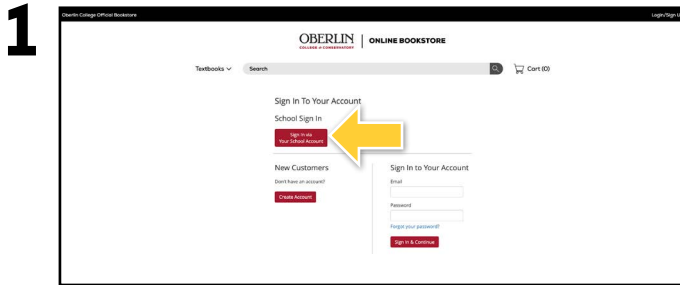 1
Oberlin College Official Bookstore
Login/Sign U
OBERLIN
COLLEGE & CONSERVATORY
ONLINE BOOKSTORE
Textbooks
Search
Cart (0)
Sign In To Your Account
School Sign In
Sign in via
Your School Account
New Customers
Don't have an account?
Create Account
Sign In to Your Account
Email
Password
Forgot your password?
Sign In & Continue